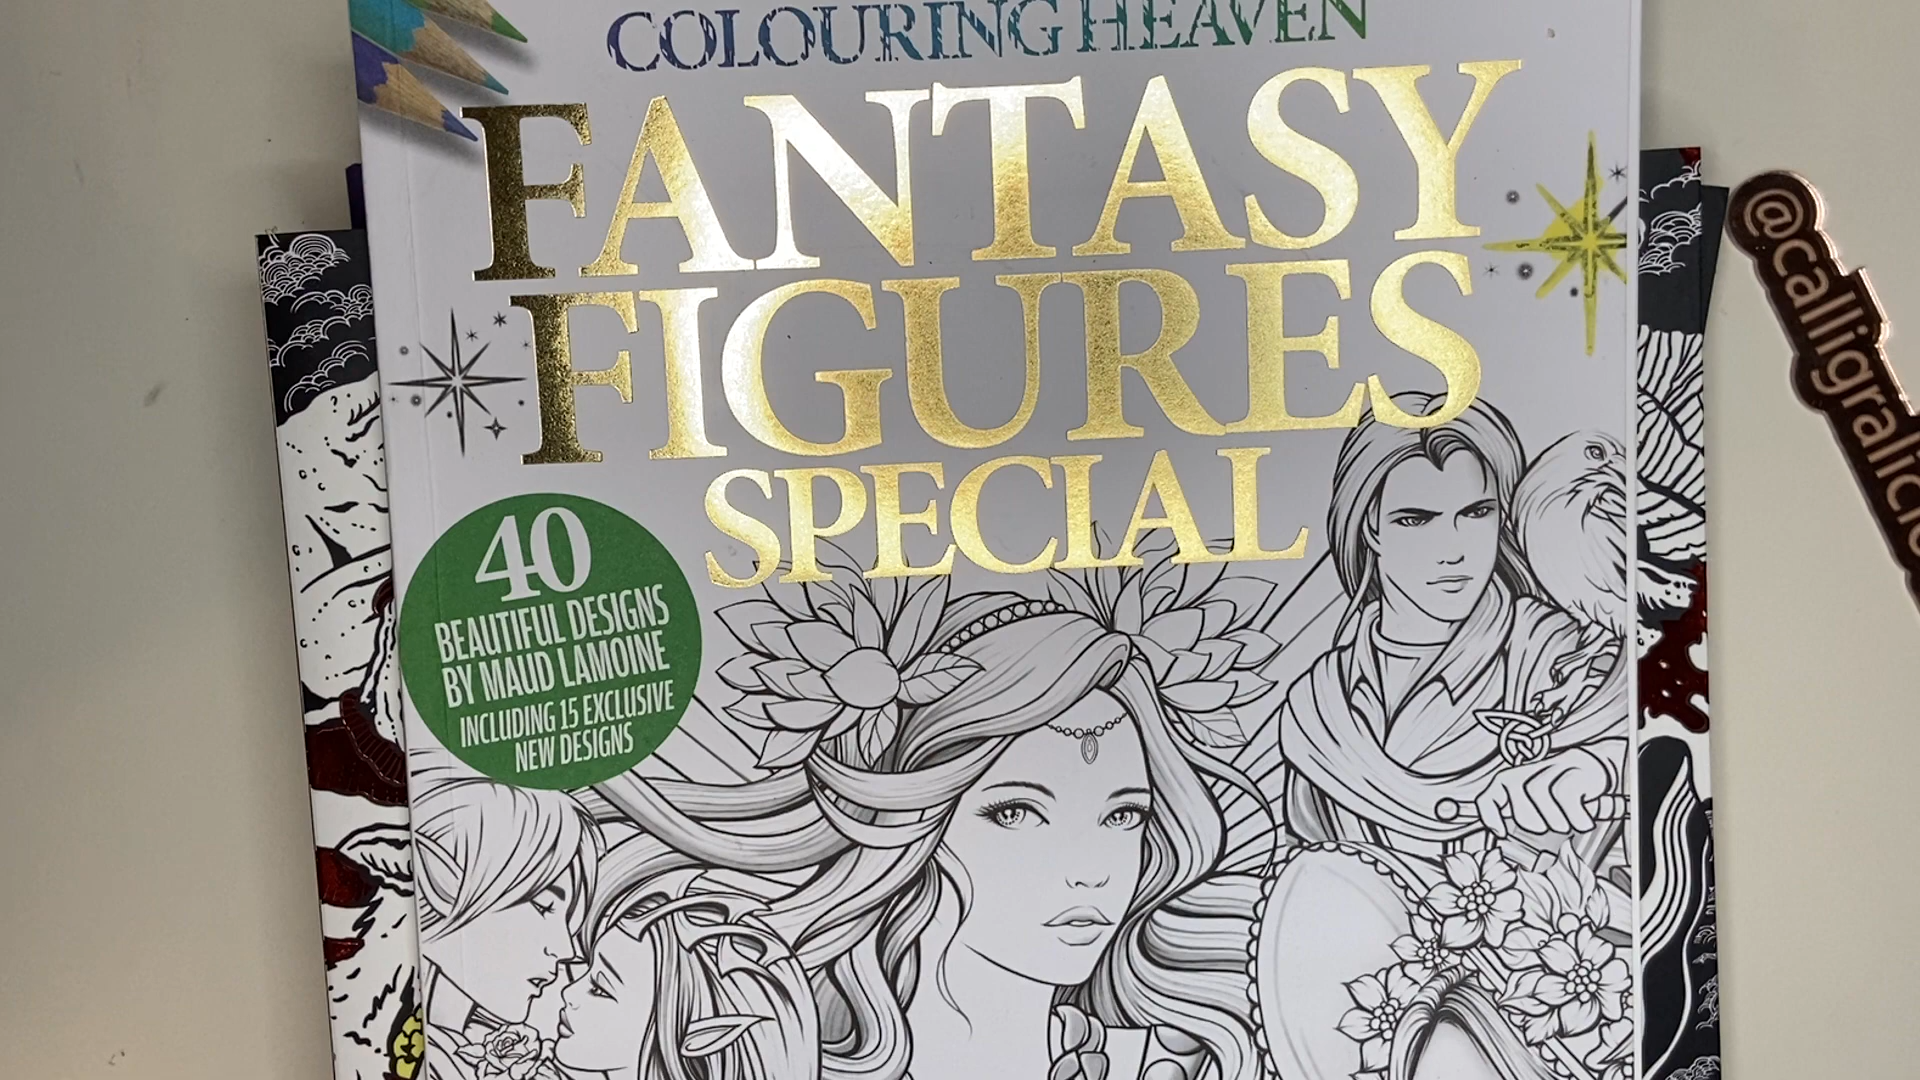 COLOURING HEAVEN
FANTASY
FIGURES
SPECIAL
40
BEAUTIFUL DESIGNS
BY MAUD LAMOINE
INCLUDING 15 EXCLUSIVE
NEW DESIGNS